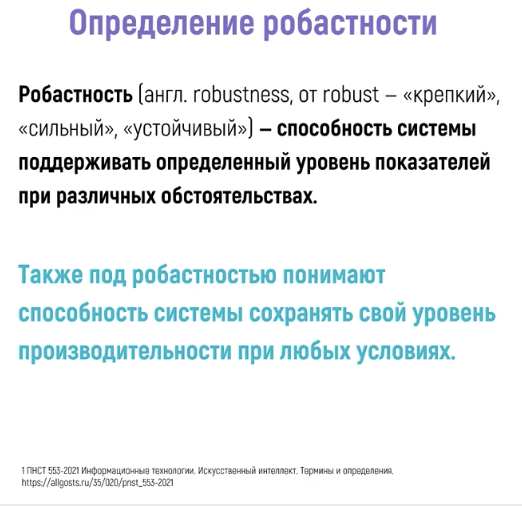 Определение робастности
Робастность (англ. robustness, от robust – «крепкий»,
«сильный», «устойчивый») – способность системы
поддерживать определенный уровень показателей
при различных обстоятельствах.
Также под робастностью понимают
способность системы сохранять свой уровень
производительности при любых условиях.
1 ПНСТ 553-2021 Информационные технологии. Искусственный интеллект. Термины и определения.
https://allgosts.ru/35/020/pnst_553-2021